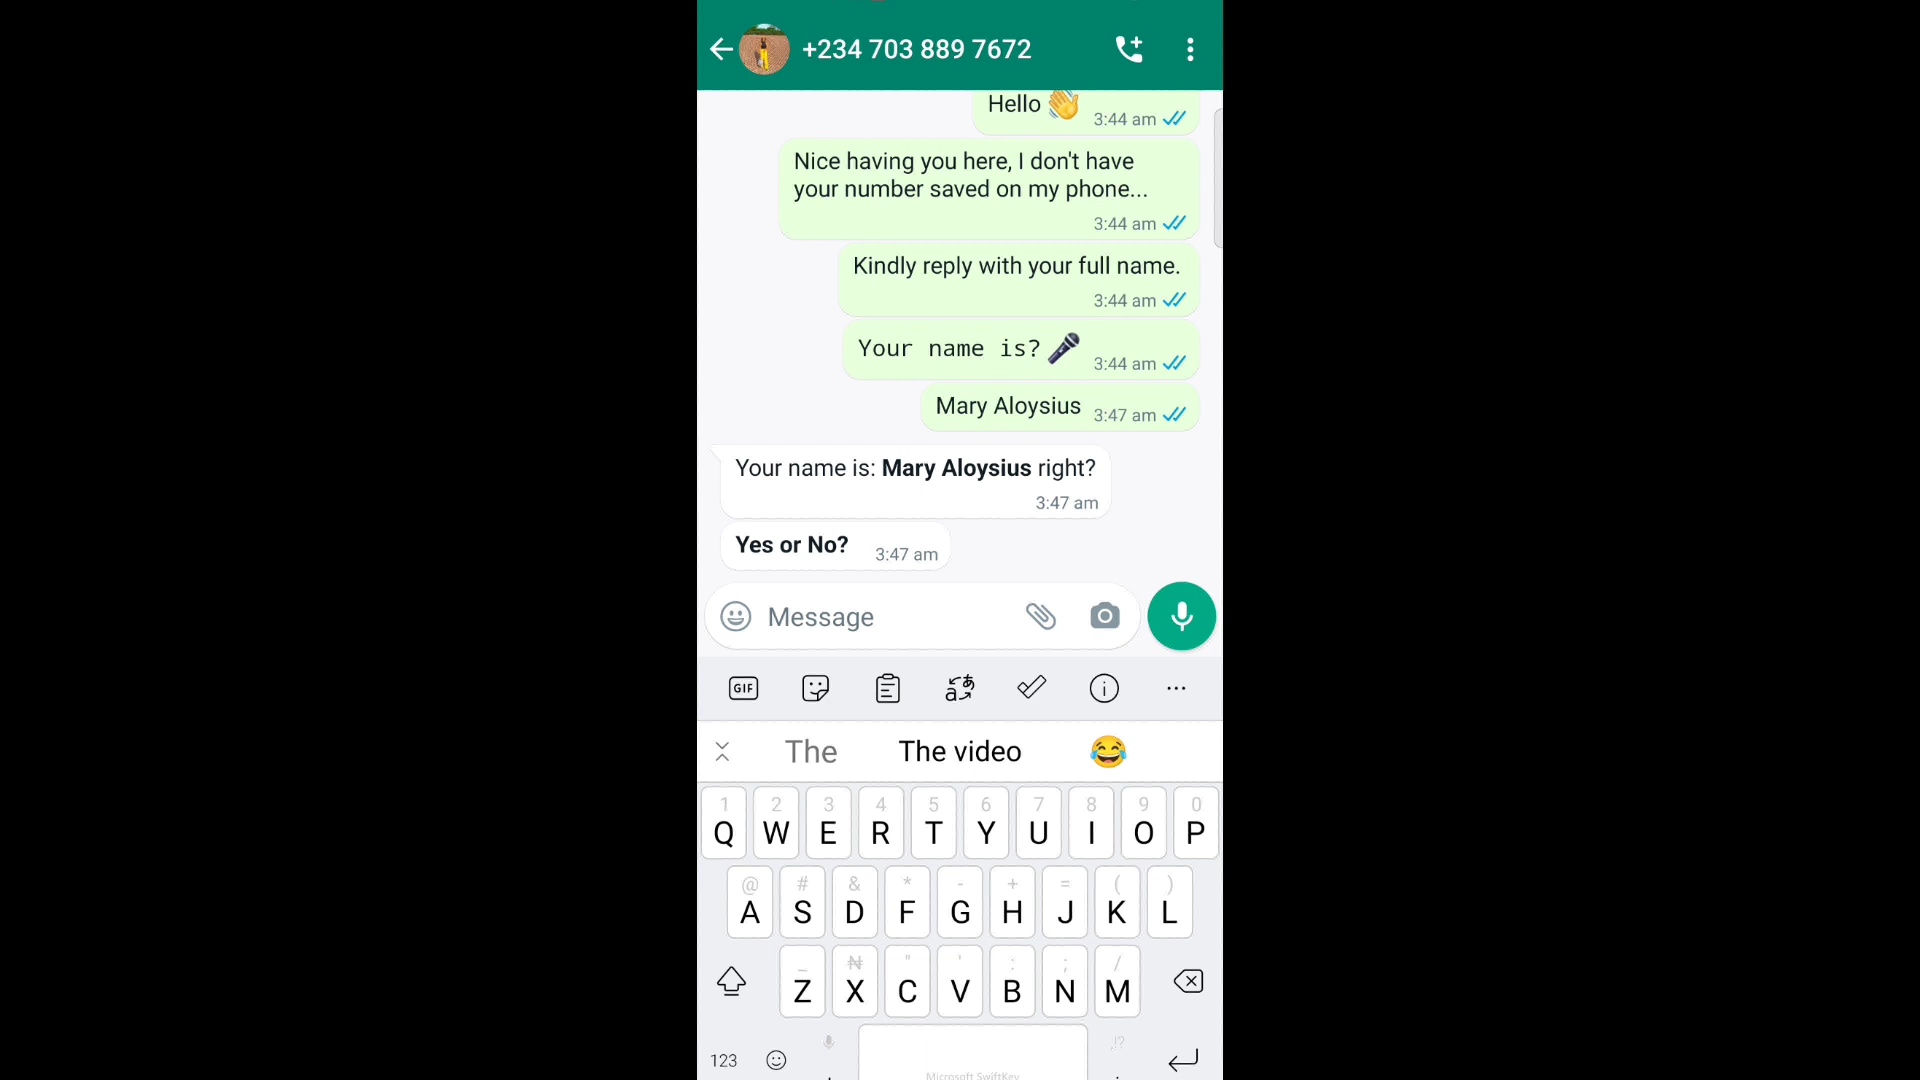 +234 703 889 7672
Hello 👋 3:44 am
Nice having you here, I don't have
your number saved on my phone...
3:44 am
Kindly reply with your full name.
3:44 am
Your name is? 🎤 3:44 am
Mary Aloysius 3:47 am
Your name is: Mary Aloysius right?
3:47 am
Yes or No? 3:47 am
Message
GIF
The The video 😂
1 2 3 4 5 6 7 8 9 0
Q W E R T Y U I O P
@ # & * - + = ( )
A S D F G H J K L
_ ₦ " ' : ; /
Z X C V B N M
,!?
123
Microsoft SwiftKey